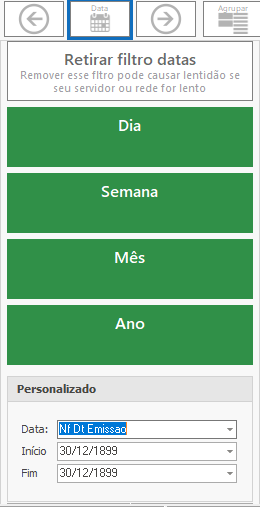 Data
Agrupar
Retirar filtro datas
Remover esse fitro pode causar lentidão se
seu servidor ou rede for lento
Dia
Semana
Mês
Ano
Personalizado
Data: Nf Dt Emissao
Início 30/12/1899
Fim 30/12/1899